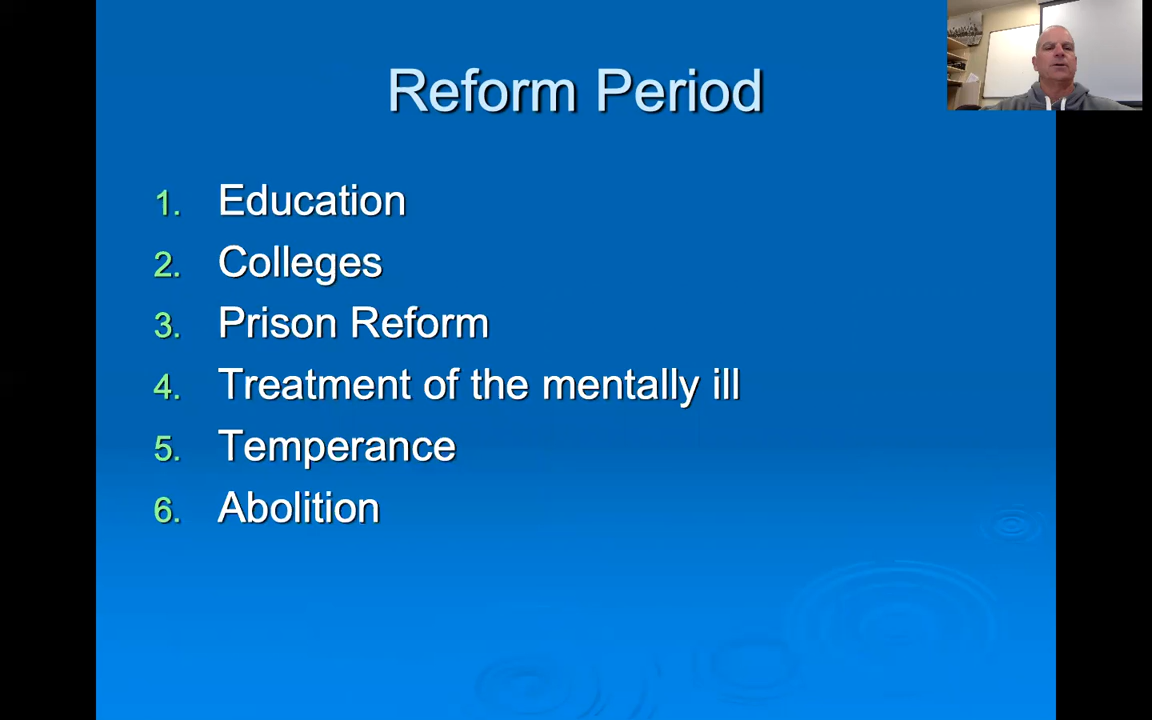 Reform Period
1. Education
2. Colleges
3. Prison Reform
4. Treatment of the mentally ill
5. Temperance
6. Abolition